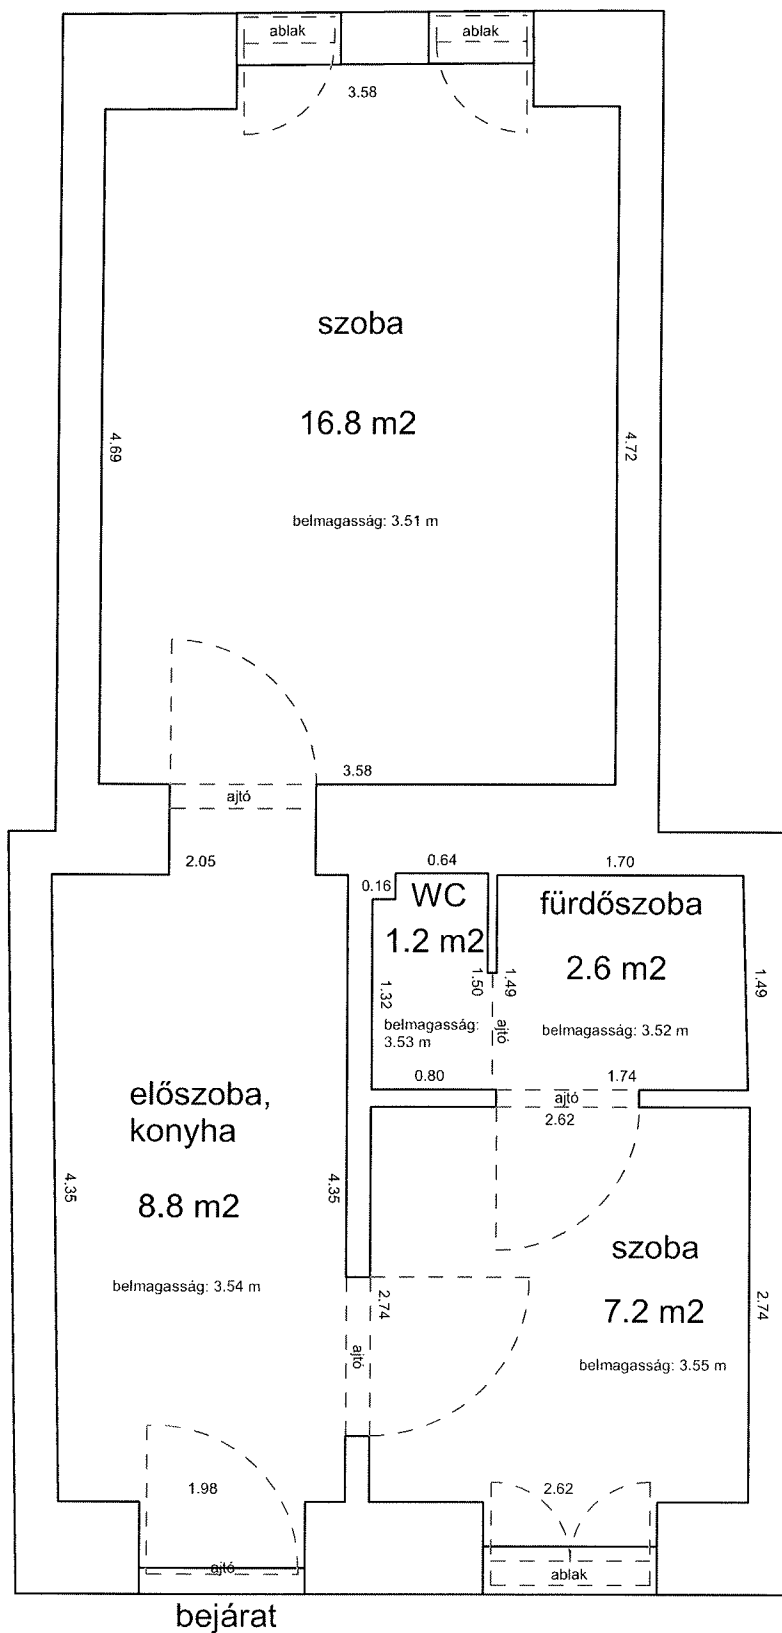 ablak
ablak
3.58
szoba
16.8 m2
4.69
4.72
belmagasság: 3.51 m
3.58
ajtó
2.05
0.64
1.70
0.16
WC
fürdőszoba
1.2 m2
2.6 m2
1.32
1.50
1.49
1.49
belmagasság:
3.53 m
ajtó
belmagasság: 3.52 m
0.80
1.74
ajtó
2.62
előszoba,
konyha
4.35
4.35
8.8 m2
szoba
belmagasság: 3.54 m
2.74
2.74
7.2 m2
ajtó
belmagasság: 3.55 m
1.98
2.62
ajtó
ablak
bejárat